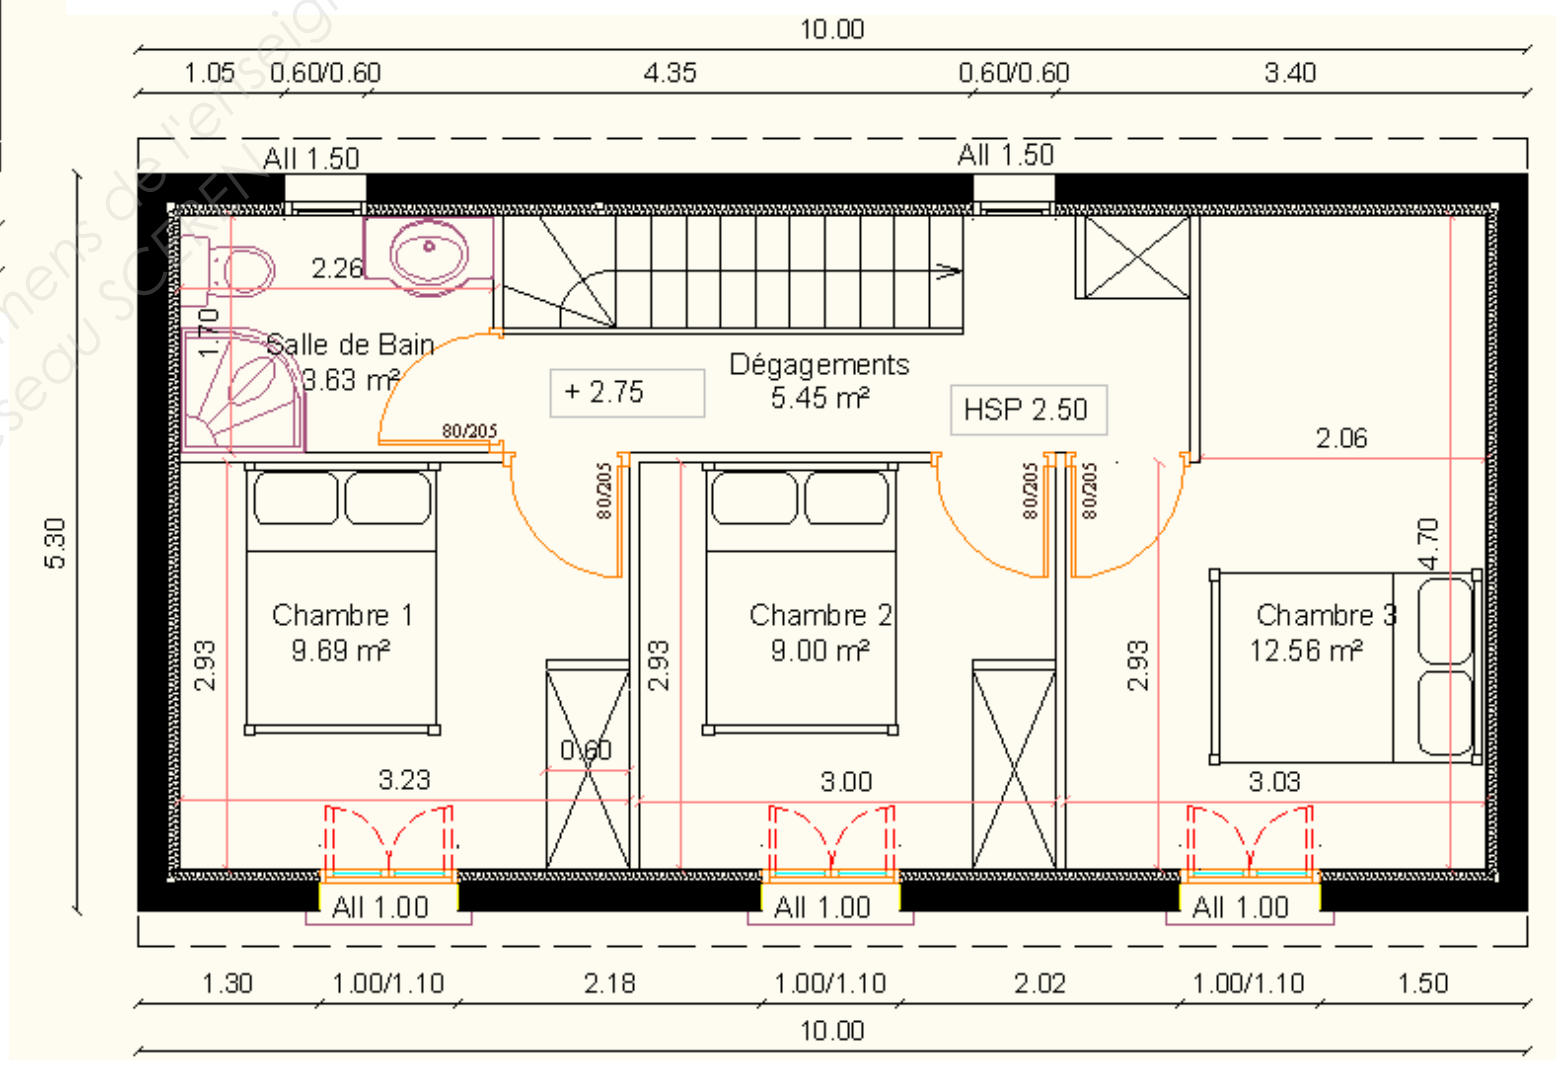 10.00
1.05 0.60/0.60 4.35 0.60/0.60 3.40
All 1.50 All 1.50
2.26
1.70
Salle de Bain
3.63 m²
80/205
+ 2.75
Dégagements
5.45 m²
HSP 2.50
2.06
5.30
80/205
80/205
80/205
4.70
Chambre 1
9.69 m²
Chambre 2
9.00 m²
Chambre 3
12.56 m²
2.93
2.93
2.93
0.60
3.23
3.00
3.03
All 1.00 All 1.00 All 1.00
1.30 1.00/1.10 2.18 1.00/1.10 2.02 1.00/1.10 1.50
10.00
mens de l'enseig
seau SCEREN